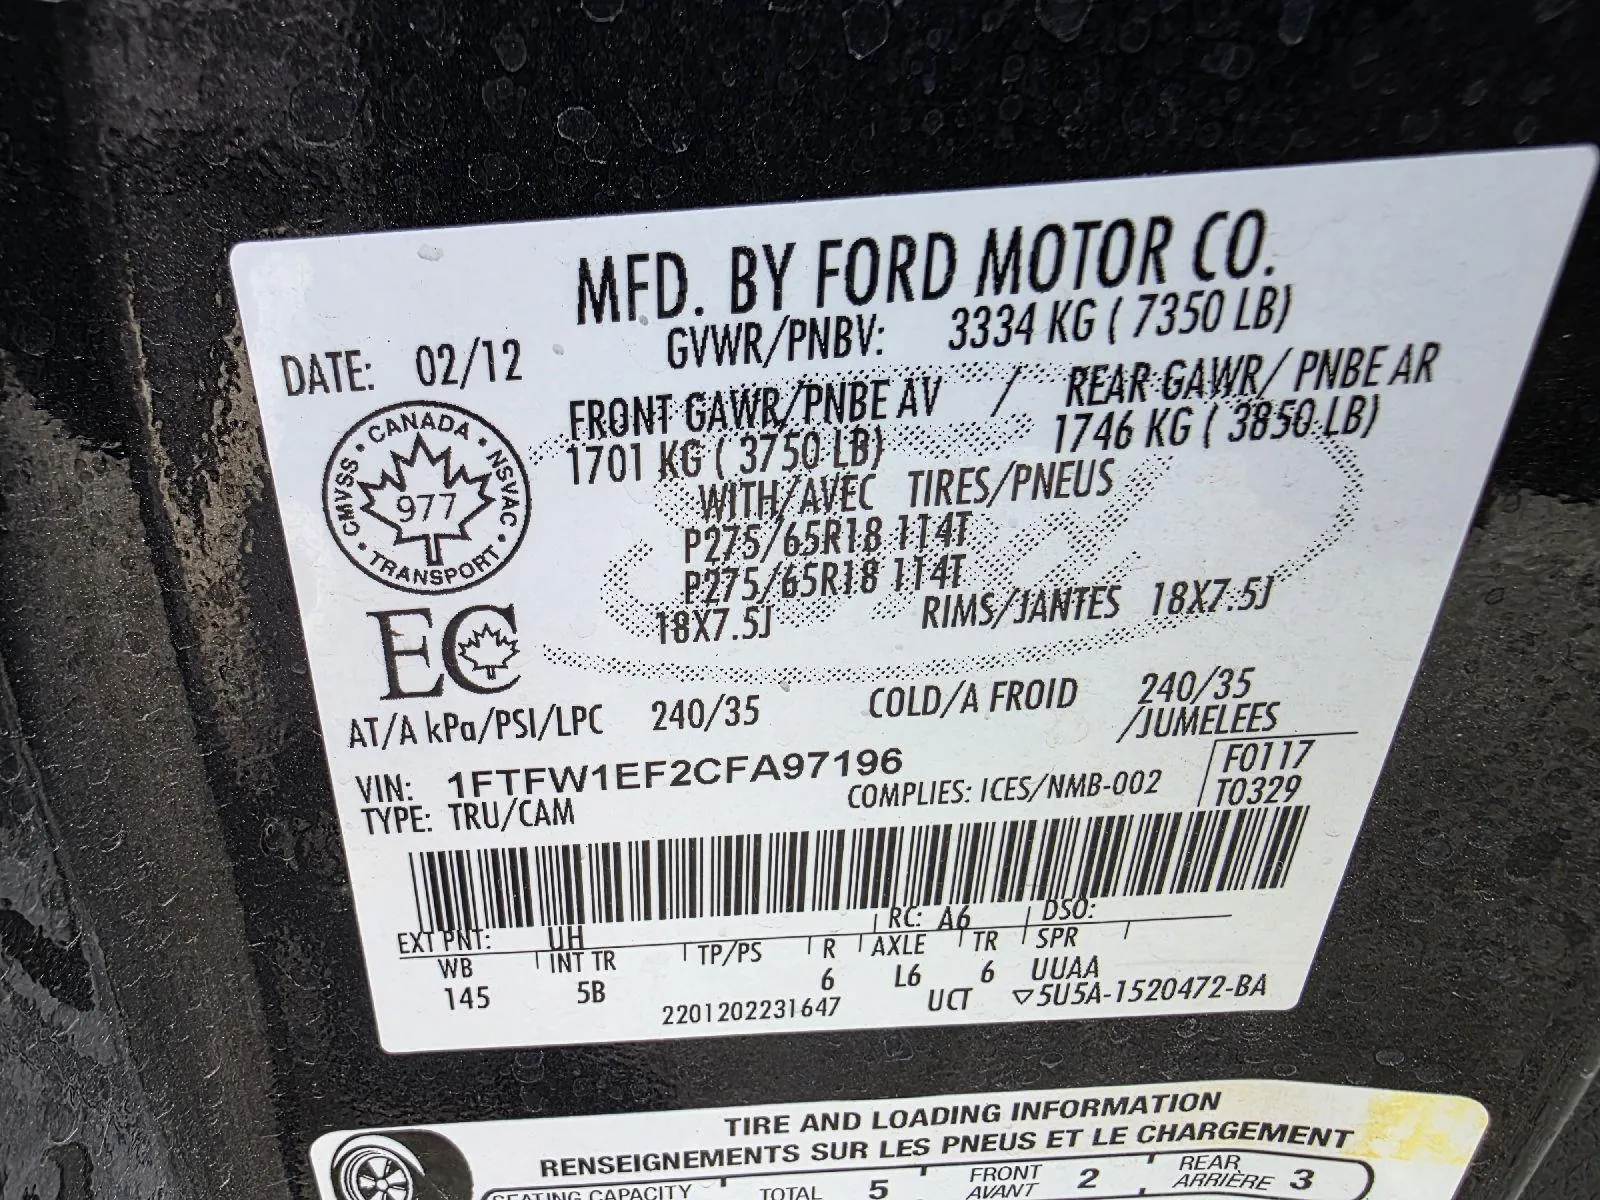 MFD. BY FORD MOTOR CO.
DATE: 02/12 GVWR/PNBV: 3334 KG ( 7350 LB)
FRONT GAWR/PNBE AV / REAR GAWR/ PNBE AR
1701 KG ( 3750 LB) 1746 KG ( 3850 LB)
WITH/AVEC TIRES/PNEUS
P275/65R18 114T
P275/65R18 114T
18X7.5J RIMS/JANTES 18X7.5J
CANADA • NSVAC • TRANSPORT • CMVSS •
977
EC
AT/A kPa/PSI/LPC 240/35 COLD/A FROID 240/35
/JUMELEES
VIN: 1FTFW1EF2CFA97196 F0117
TYPE: TRU/CAM COMPLIES: ICES/NMB-002 T0329
EXT PNT: UH RC: A6 DSO:
WB INT TR TP/PS R AXLE TR SPR
145 5B 6 L6 6 UUAA
2201202231647 UCT ▽5U5A-1520472-BA
TIRE AND LOADING INFORMATION
RENSEIGNEMENTS SUR LES PNEUS ET LE CHARGEMENT
SEATING CAPACITY TOTAL 5 FRONT 2 REAR 3
AVANT ARRIÈRE